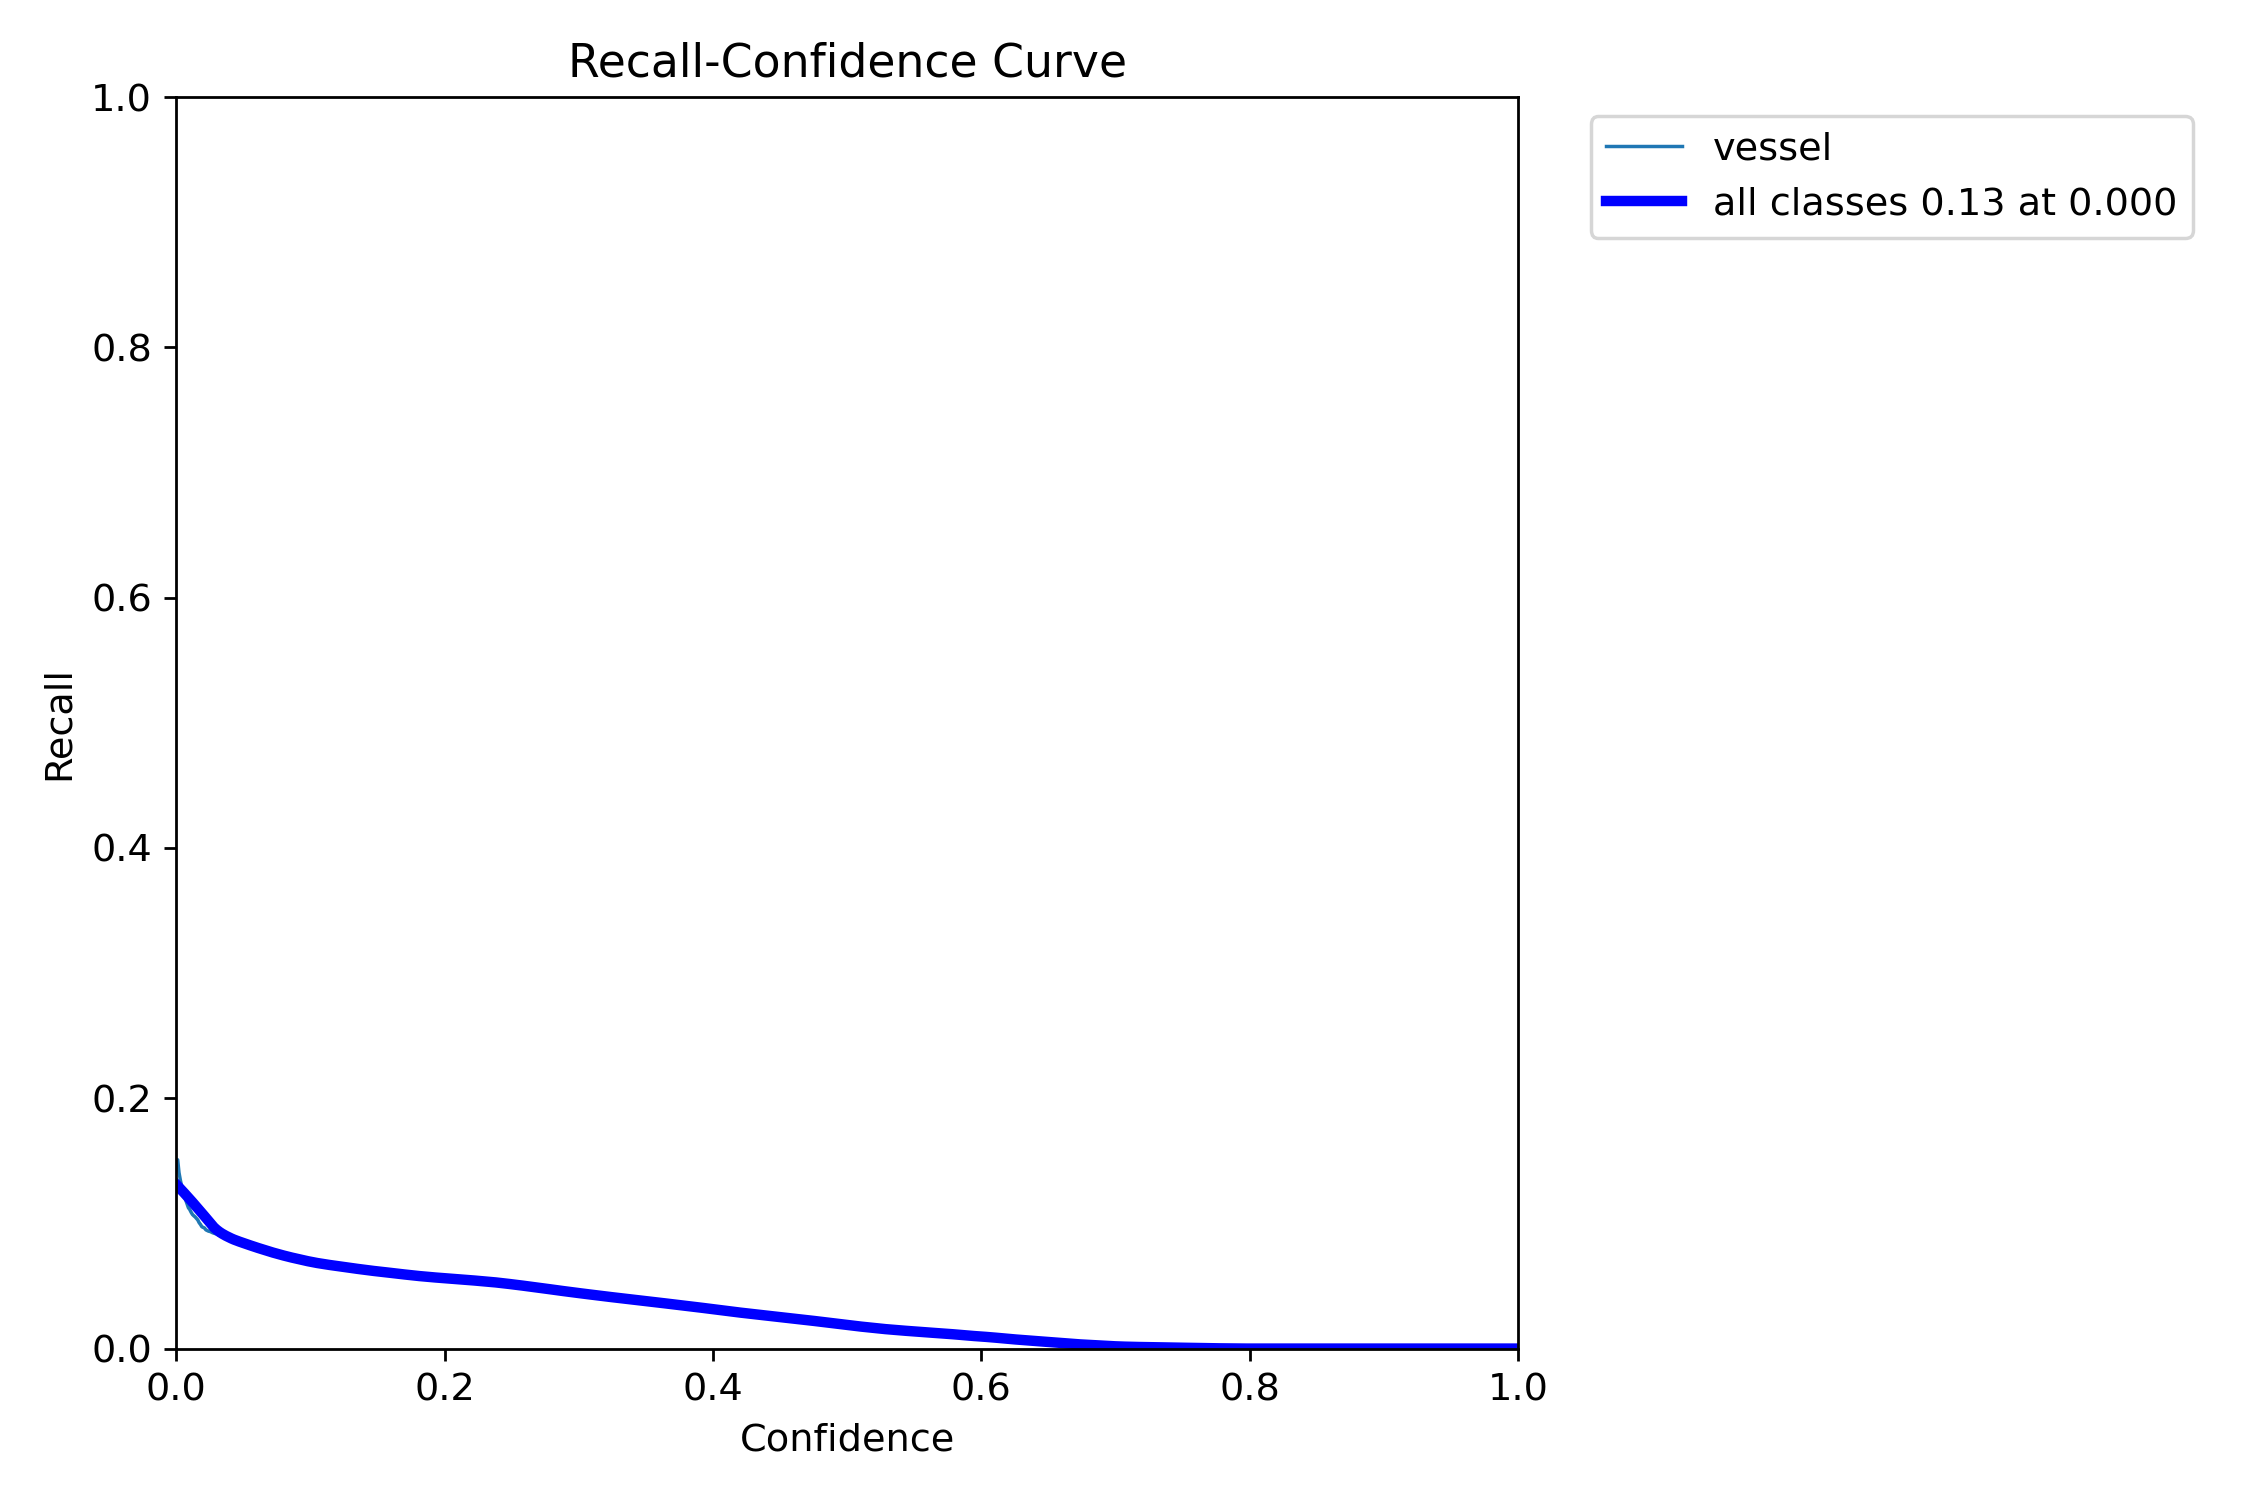 Recall-Confidence Curve
1.0
0.8
0.6
0.4
0.2
0.0
Recall
0.0 0.2 0.4 0.6 0.8 1.0
Confidence
vessel
all classes 0.13 at 0.000